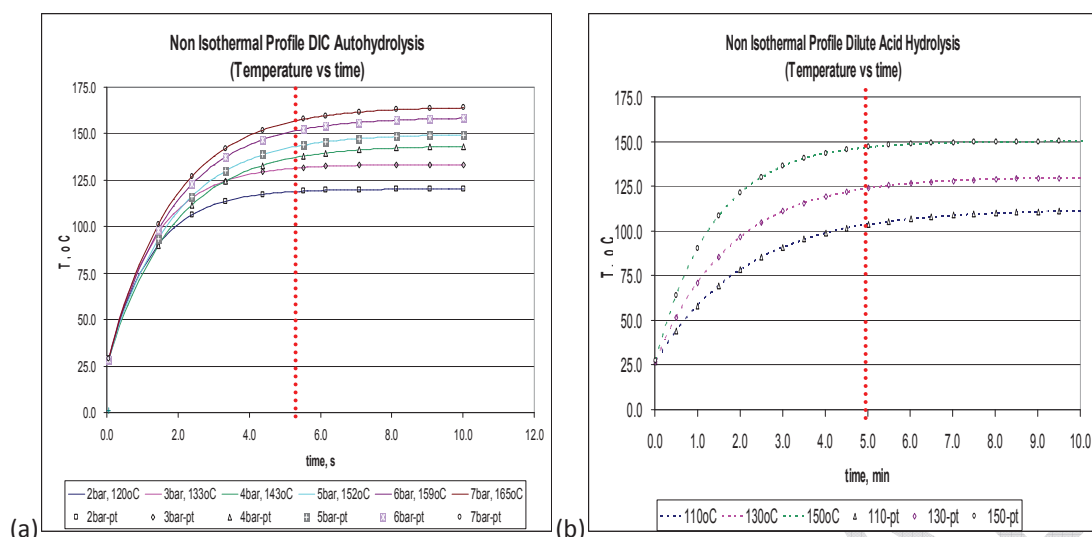 Non Isothermal Profile DIC Autohydrolysis
(Temperature vs time)
175.0
150.0
125.0
100.0
75.0
50.0
25.0
0.0
T, o C
0.0 2.0 4.0 6.0 8.0 10.0 12.0
time, s
2bar, 120oC 3bar, 133oC 4bar, 143oC 5bar, 152oC 6bar, 159oC 7bar, 165oC
2bar-pt 3bar-pt 4bar-pt 5bar-pt 6bar-pt 7bar-pt
(a)
Non Isothermal Profile Dilute Acid Hydrolysis
(Temperature vs time)
175.0
150.0
125.0
100.0
75.0
50.0
25.0
0.0
T, o C
0.0 1.0 2.0 3.0 4.0 5.0 6.0 7.0 8.0 9.0 10.0
time, min
110oC 130oC 150oC 110-pt 130-pt 150-pt
(b)